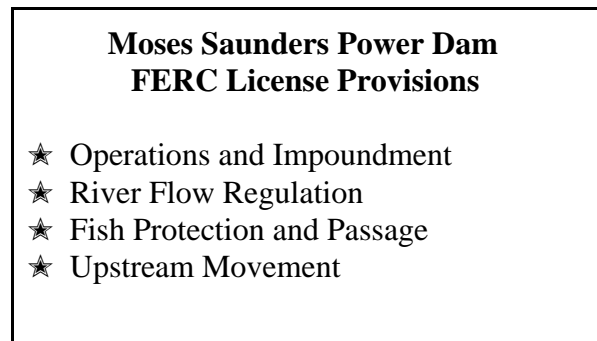 Moses Saunders Power Dam
FERC License Provisions
✭ Operations and Impoundment
✭ River Flow Regulation
✭ Fish Protection and Passage
✭ Upstream Movement